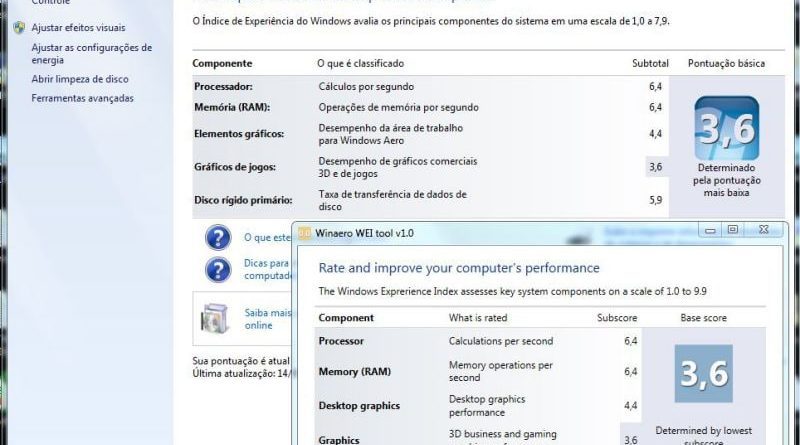 Controle
Ajustar efeitos visuais
Ajustar as configurações de
energia
Abrir limpeza de disco
Ferramentas avançadas
O Índice de Experiência do Windows avalia os principais componentes do sistema em uma escala de 1,0 a 7,9.
Componente O que é classificado Subtotal Pontuação básica
Processador: Cálculos por segundo 6,4
Memória (RAM): Operações de memória por segundo 6,4
Elementos gráficos: Desempenho da área de trabalho
para Windows Aero 4,4
Gráficos de jogos: Desempenho de gráficos comerciais
3D e de jogos 3,6
Disco rígido primário: Taxa de transferência de dados de
disco 5,9
3,6
Determinado
pela pontuação
mais baixa
O que este
Dicas para
computado
Saiba mais
online
Sua pontuação é atual
Última atualização: 14/
Winaero WEI tool v1.0
Rate and improve your computer's performance
The Windows Exprerience Index assesses key system components on a scale of 1.0 to 9.9
Component What is rated Subscore Base score
Processor Calculations per second 6,4
Memory (RAM) Memory operations per
second 6,4
Desktop graphics Desktop graphics
performance 4,4
Graphics 3D business and gaming 3,6
3,6
Determined by lowest
subscore